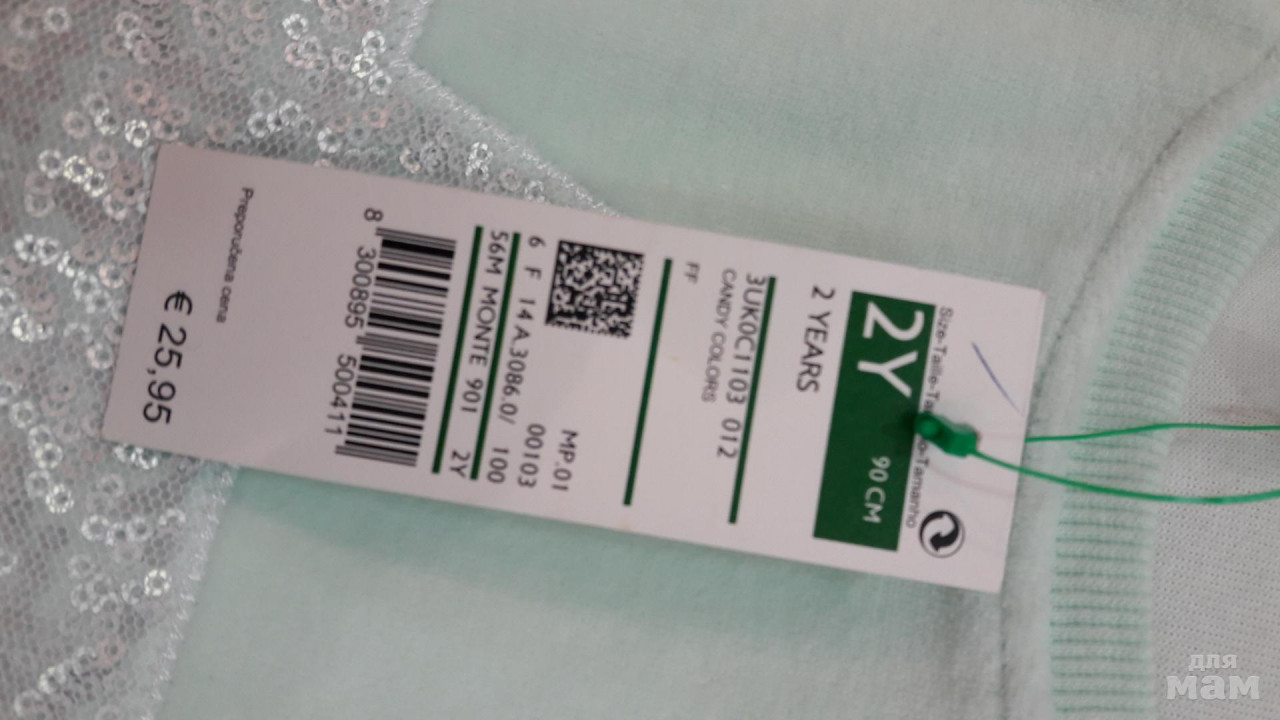 Size-Taille-Ta
o-Tamanho
2Y
90 CM
2 YEARS
3UK0C1103 012
CANDY COLORS
FF
MP.01
00103
6 F 14 A.3086.0/ 100
56M MONTE 901 2Y
8 300895 500411
Preporučena cena
€ 25,95
для
мам